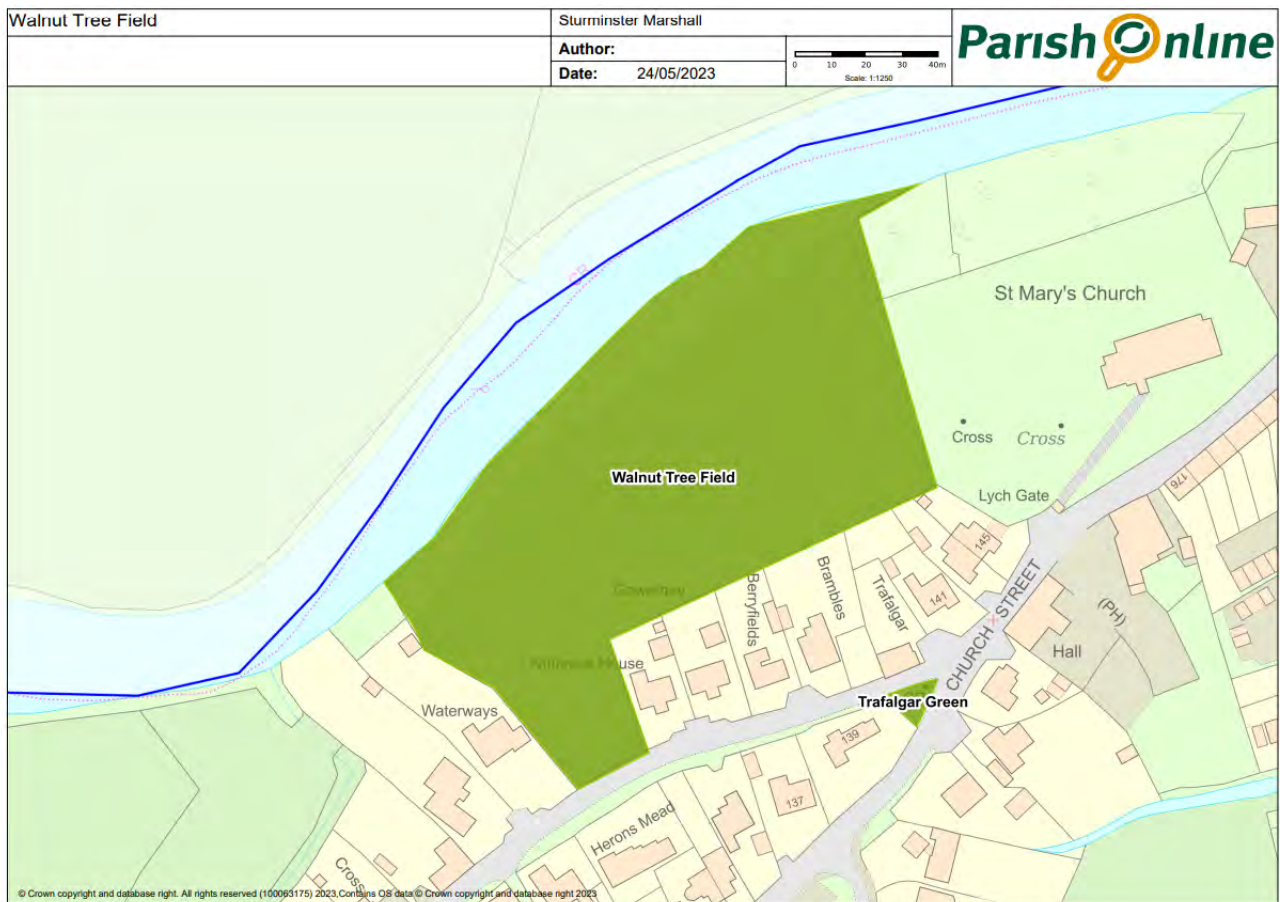 Walnut Tree Field
Sturminster Marshall
Author:
Date: 24/05/2023
0 10 20 30 40m
Scale: 1:1250
Parish Online
CR
St Mary's Church
Cross
Cross
Walnut Tree Field
Lych Gate
176
145
Brambles
Berryfields
Trafalgar
141
CHURCH STREET
(PH)
Hall
House
Trafalgar Green
Waterways
139
137
Herons Mead
Cross
© Crown copyright and database right. All rights reserved (100063175) 2023,Contains OS data © Crown copyright and database right 2023